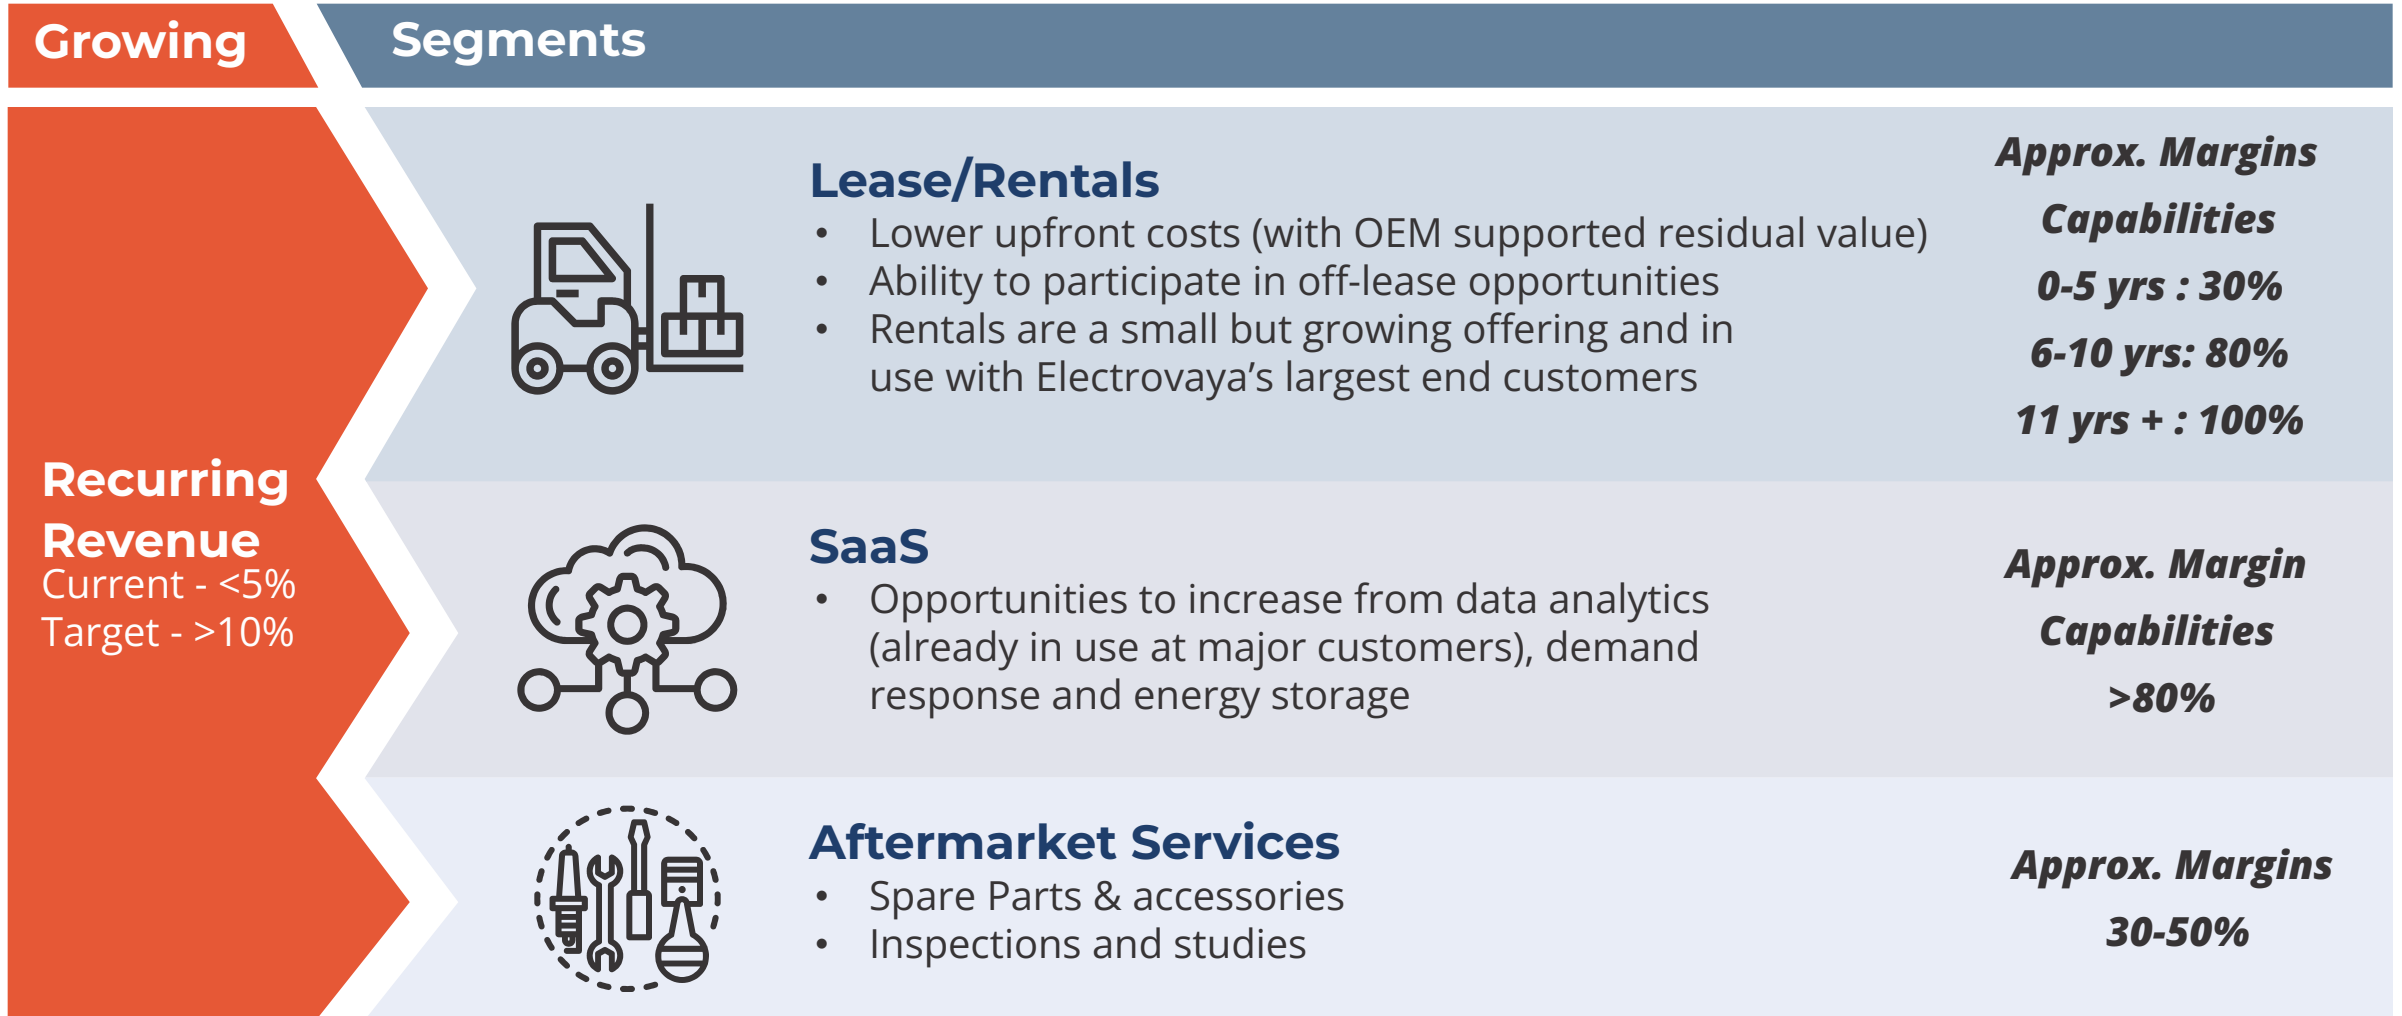 Growing
Segments
Recurring
Revenue
Current - <5%
Target - >10%
Lease/Rentals
• Lower upfront costs (with OEM supported residual value)
• Ability to participate in off-lease opportunities
• Rentals are a small but growing offering and in
use with Electrovaya’s largest end customers
Approx. Margins
Capabilities
0-5 yrs : 30%
6-10 yrs: 80%
11 yrs + : 100%
SaaS
• Opportunities to increase from data analytics
(already in use at major customers), demand
response and energy storage
Approx. Margin
Capabilities
>80%
Aftermarket Services
• Spare Parts & accessories
• Inspections and studies
Approx. Margins
30-50%